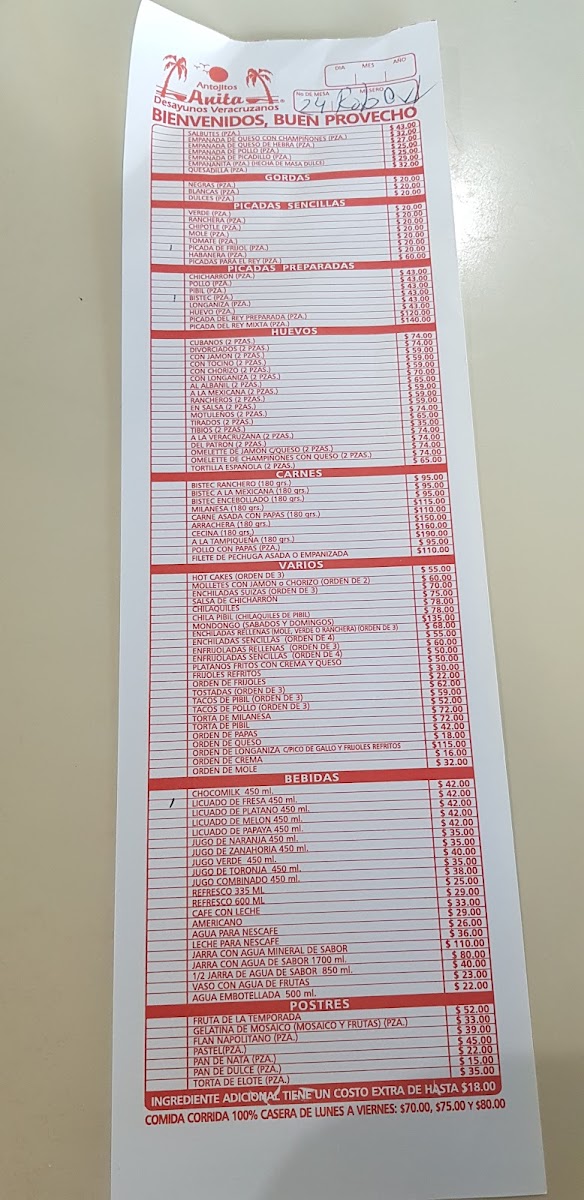 Antojitos
Anita
Desayunos Veracruzanos
DIA MES AÑO
No DE MESA MESERO
24
BIENVENIDOS, BUEN PROVECHO
SALBUTES (PZA.) $ 43.00
EMPANADA DE QUESO CON CHAMPIÑONES (PZA.) $ 32.00
EMPANADA DE QUESO DE HEBRA (PZA.) $ 27.00
EMPANADA DE POLLO (PZA.) $ 25.00
EMPANADA DE PICADILLO (PZA.) $ 25.00
EMPANANITA (PZA.) (HECHA DE MASA DULCE) $ 29.00
QUESADILLA (PZA.) $ 32.00
GORDAS
NEGRAS (PZA.) $ 20.00
BLANCAS (PZA.) $ 20.00
DULCES (PZA.) $ 20.00
PICADAS SENCILLAS
VERDE (PZA.) $ 20.00
RANCHERA (PZA.) $ 20.00
CHIPOTLE (PZA.) $ 20.00
MOLE (PZA.) $ 20.00
TOMATE (PZA.) $ 20.00
1 PICADA DE FRIJOL (PZA.) $ 20.00
HABANERA (PZA.) $ 20.00
PICADAS PARA EL REY (PZA.) $ 60.00
PICADAS PREPARADAS
CHICHARRON (PZA.) $ 43.00
POLLO (PZA.) $ 43.00
PIBIL (PZA.) $ 43.00
1 BISTEC (PZA.) $ 43.00
LONGANIZA (PZA.) $ 43.00
HUEVO (PZA.) $ 43.00
PICADA DEL REY PREPARADA (PZA.) $120.00
PICADA DEL REY MIXTA (PZA.) $140.00
HUEVOS
CUBANOS (2 PZAS.) $ 74.00
DIVORCIADOS (2 PZAS.) $ 74.00
CON JAMON (2 PZAS.) $ 59.00
CON TOCINO (2 PZAS.) $ 59.00
CON CHORIZO (2 PZAS.) $ 59.00
CON LONGANIZA (2 PZAS.) $ 70.00
AL ALBAÑIL (2 PZAS.) $ 65.00
A LA MEXICANA (2 PZAS.) $ 59.00
RANCHEROS (2 PZAS.) $ 59.00
EN SALSA (2 PZAS.) $ 59.00
MOTULEÑOS (2 PZAS.) $ 74.00
TIRADOS (2 PZAS.) $ 65.00
TIBIOS (2 PZAS.) $ 35.00
A LA VERACRUZANA (2 PZAS.) $ 74.00
DEL PATRON (2 PZAS.) $ 74.00
OMELETTE DE JAMON C/QUESO (2 PZAS.) $ 74.00
OMELETTE DE CHAMPIÑONES CON QUESO (2 PZAS.) $ 74.00
TORTILLA ESPAÑOLA (2 PZAS.) $ 65.00
CARNES
BISTEC RANCHERO (180 grs.) $ 95.00
BISTEC A LA MEXICANA (180 grs.) $ 95.00
BISTEC ENCEBOLLADO (180 grs.) $ 95.00
MILANESA (180 grs.) $115.00
CARNE ASADA CON PAPAS (180 grs.) $110.00
ARRACHERA (180 grs.) $150.00
CECINA (180 grs.) $160.00
A LA TAMPIQUEÑA (180 grs.) $190.00
POLLO CON PAPAS (PZA.) $ 95.00
FILETE DE PECHUGA ASADA O EMPANIZADA $110.00
VARIOS
HOT CAKES (ORDEN DE 3) $ 55.00
MOLLETES CON JAMON o CHORIZO (ORDEN DE 2) $ 60.00
ENCHILADAS SUIZAS (ORDEN DE 3) $ 70.00
SALSA DE CHICHARRON $ 75.00
CHILAQUILES $ 78.00
CHILA PIBIL (CHILAQUILES DE PIBIL) $ 78.00
MONDONGO (SABADOS Y DOMINGOS) $135.00
ENCHILADAS RELLENAS (MOLE, VERDE O RANCHERA) (ORDEN DE 3) $ 68.00
ENCHILADAS SENCILLAS (ORDEN DE 4) $ 55.00
ENFRIJOLADAS RELLENAS (ORDEN DE 3) $ 60.00
ENFRIJOLADAS SENCILLAS (ORDEN DE 4) $ 50.00
PLATANOS FRITOS CON CREMA Y QUESO $ 50.00
FRIJOLES REFRITOS $ 30.00
ORDEN DE FRIJOLES $ 22.00
TOSTADAS (ORDEN DE 3) $ 62.00
TACOS DE PIBIL (ORDEN DE 3) $ 59.00
TACOS DE POLLO (ORDEN DE 3) $ 52.00
TORTA DE MILANESA $ 72.00
TORTA DE PIBIL $ 72.00
ORDEN DE PAPAS $ 42.00
ORDEN DE QUESO $ 18.00
ORDEN DE LONGANIZA C/PICO DE GALLO Y FRIJOLES REFRITOS $115.00
ORDEN DE CREMA $ 16.00
ORDEN DE MOLE $ 32.00
BEBIDAS
CHOCOMILK 450 ml. $ 42.00
1 LICUADO DE FRESA 450 ml. $ 42.00
LICUADO DE PLATANO 450 ml. $ 42.00
LICUADO DE MELON 450 ml. $ 42.00
LICUADO DE PAPAYA 450 ml. $ 42.00
JUGO DE NARANJA 450 ml. $ 35.00
JUGO DE ZANAHORIA 450 ml. $ 35.00
JUGO VERDE 450 ml. $ 40.00
JUGO DE TORONJA 450 ml. $ 35.00
JUGO COMBINADO 450 ml. $ 38.00
REFRESCO 335 ML $ 25.00
REFRESCO 600 ML $ 29.00
CAFE CON LECHE $ 33.00
AMERICANO $ 29.00
AGUA PARA NESCAFE $ 26.00
LECHE PARA NESCAFE $ 36.00
JARRA CON AGUA MINERAL DE SABOR $ 110.00
JARRA CON AGUA DE SABOR 1700 ml. $ 80.00
1/2 JARRA DE AGUA DE SABOR 850 ml. $ 40.00
VASO CON AGUA DE FRUTAS $ 23.00
AGUA EMBOTELLADA 500 ml. $ 22.00
POSTRES
FRUTA DE LA TEMPORADA $ 52.00
GELATINA DE MOSAICO (MOSAICO Y FRUTAS) (PZA.) $ 33.00
FLAN NAPOLITANO (PZA.) $ 39.00
PASTEL(PZA.) $ 45.00
PAN DE NATA (PZA.) $ 22.00
PAN DE DULCE (PZA.) $ 15.00
TORTA DE ELOTE (PZA.) $ 35.00
INGREDIENTE ADICIONAL TIENE UN COSTO EXTRA DE HASTA $18.00
COMIDA CORRIDA 100% CASERA DE LUNES A VIERNES: $70.00, $75.00 Y $80.00